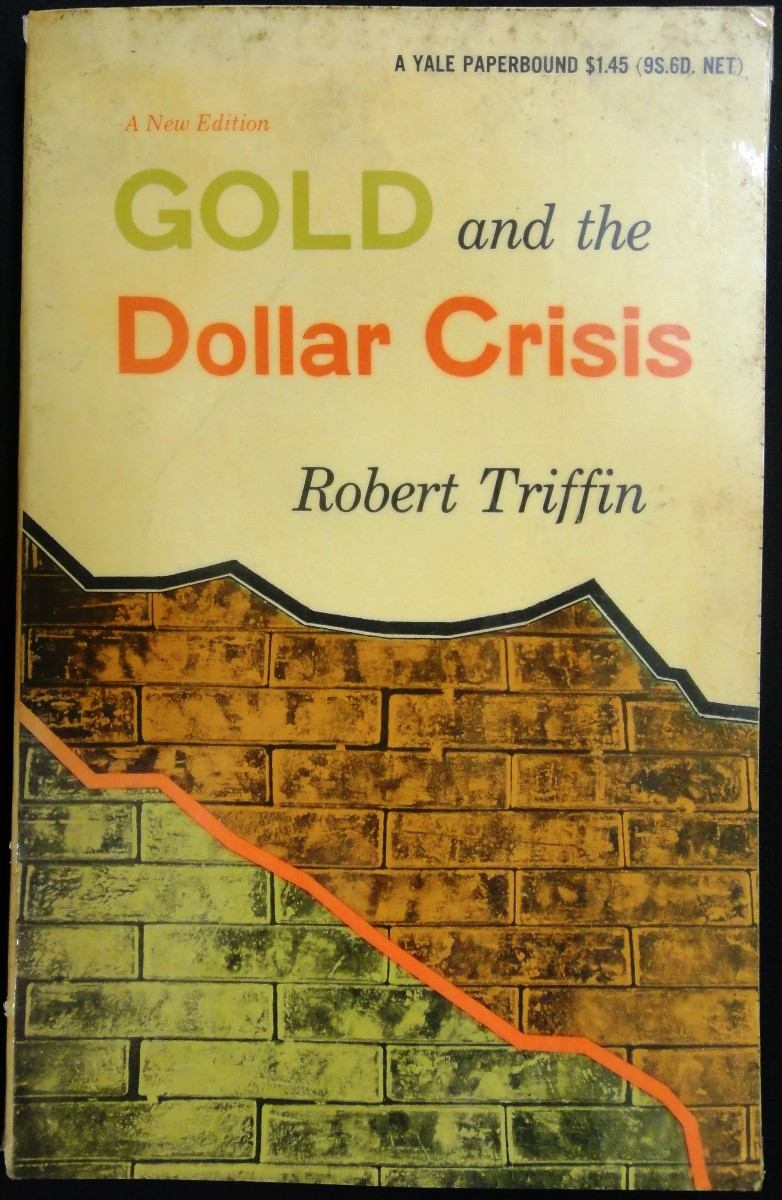 A YALE PAPERBOUND $1.45 (9S.6D. NET)
A New Edition
GOLD and the
Dollar Crisis
Robert Triffin